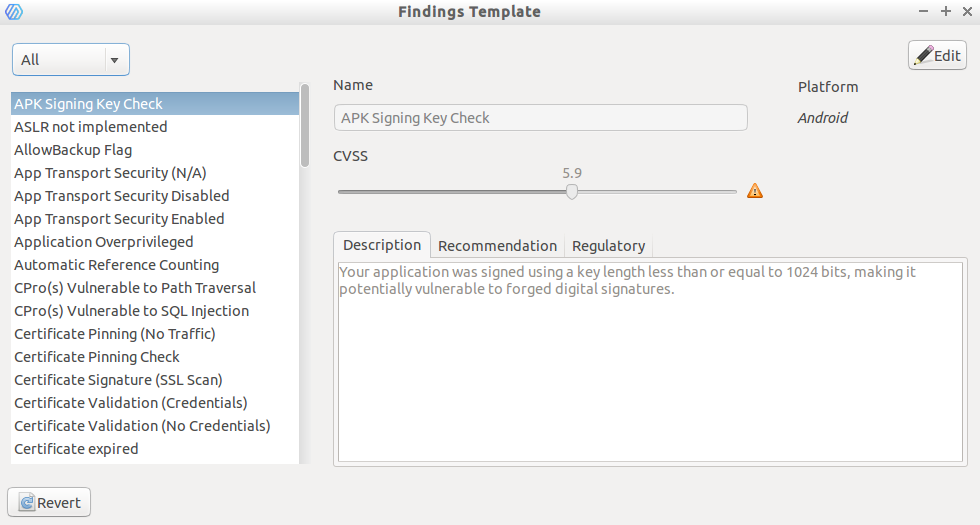 Findings Template
All
Edit
APK Signing Key Check
ASLR not implemented
AllowBackup Flag
App Transport Security (N/A)
App Transport Security Disabled
App Transport Security Enabled
Application Overprivileged
Automatic Reference Counting
CPro(s) Vulnerable to Path Traversal
CPro(s) Vulnerable to SQL Injection
Certificate Pinning (No Traffic)
Certificate Pinning Check
Certificate Signature (SSL Scan)
Certificate Validation (Credentials)
Certificate Validation (No Credentials)
Certificate expired
Name
Platform
APK Signing Key Check
Android
CVSS
5.9
Description Recommendation Regulatory
Your application was signed using a key length less than or equal to 1024 bits, making it
potentially vulnerable to forged digital signatures.
Revert